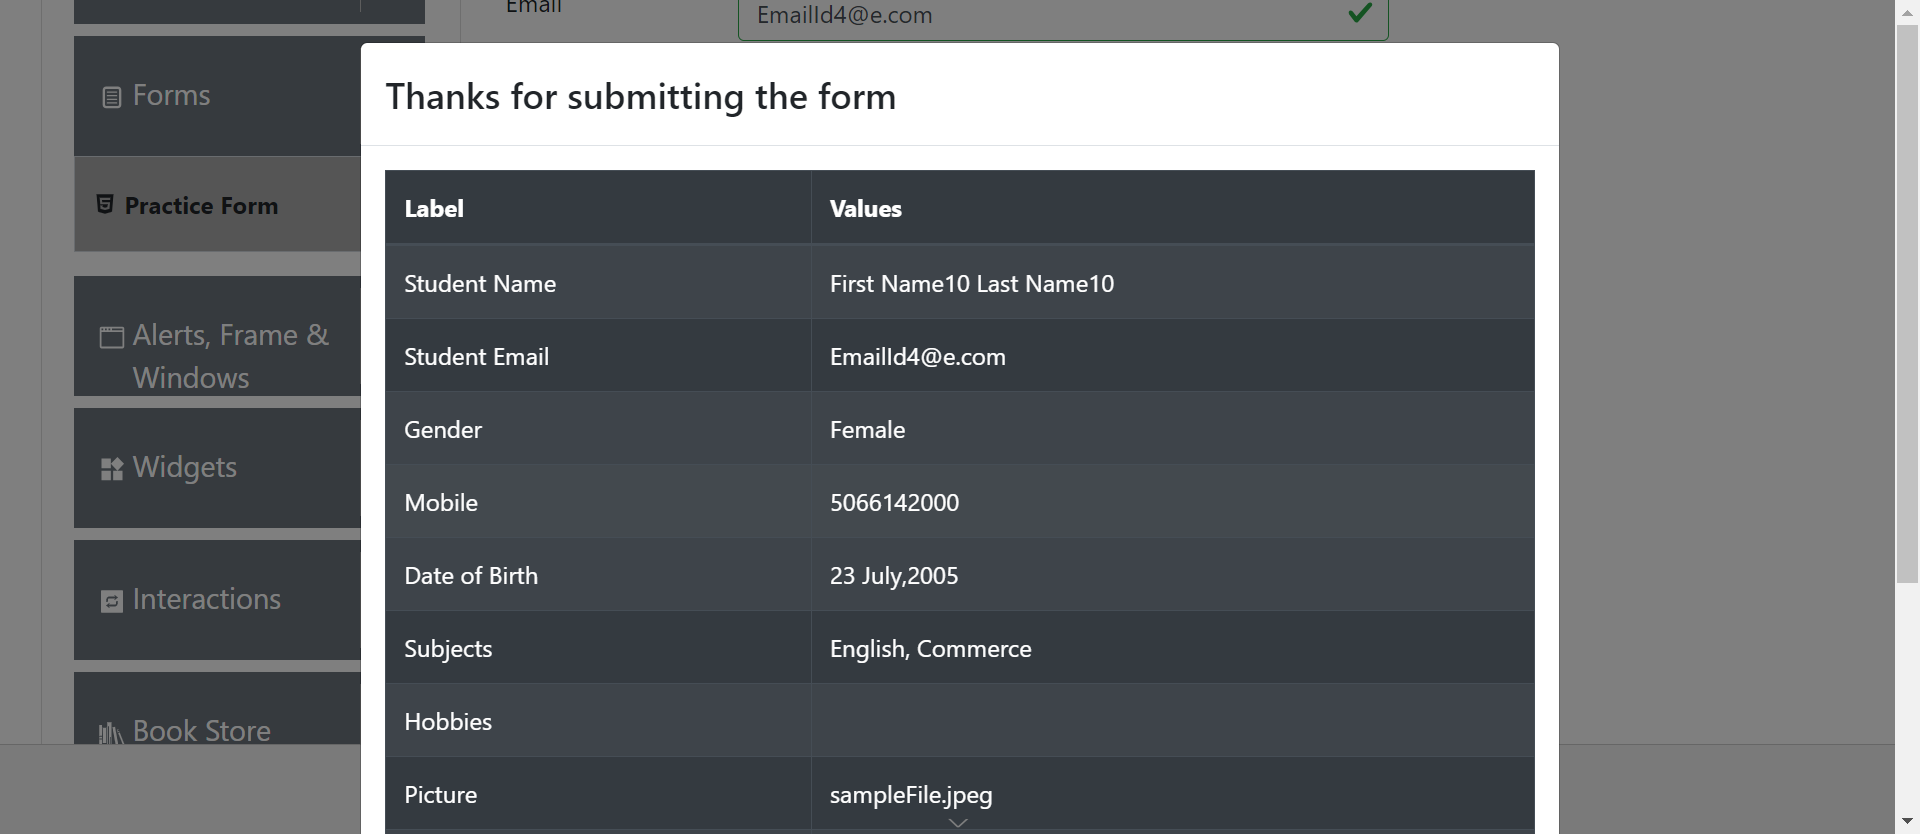 Email
EmailId4@e.com
Forms
Practice Form
Alerts, Frame &
Windows
Widgets
Interactions
Book Store
Thanks for submitting the form
Label Values
Student Name First Name10 Last Name10
Student Email EmailId4@e.com
Gender Female
Mobile 5066142000
Date of Birth 23 July,2005
Subjects English, Commerce
Hobbies
Picture sampleFile.jpeg